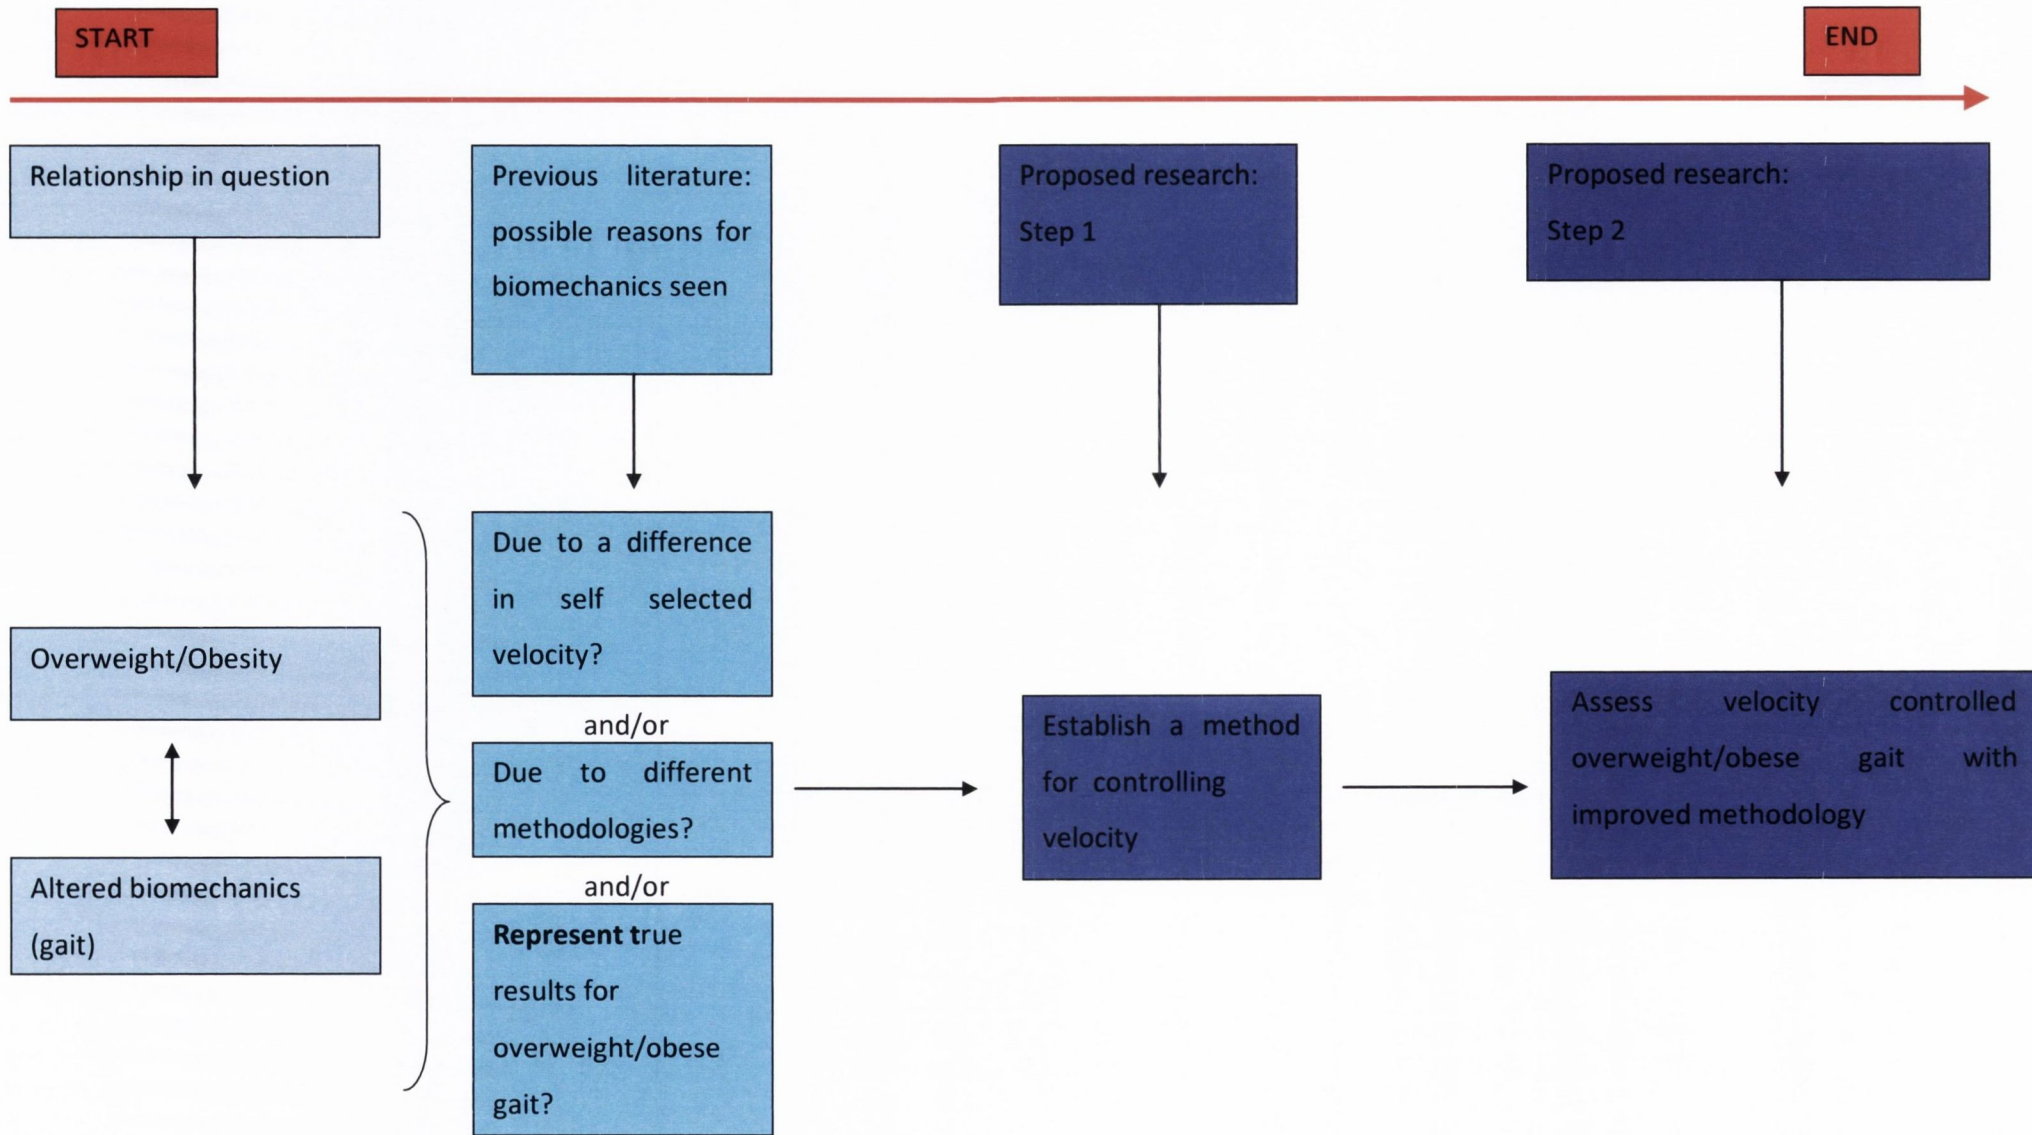 START
END
Relationship in question
Previous literature:
possible reasons for
biomechanics seen
Proposed research:
Step 1
Proposed research:
Step 2
Overweight/Obesity
Altered biomechanics
(gait)
Due to a difference
in self selected
velocity?
and/or
Due to different
methodologies?
and/or
Represent true
results for
overweight/obese
gait?
Establish a method
for controlling
velocity
Assess velocity controlled
overweight/obese gait with
improved methodology